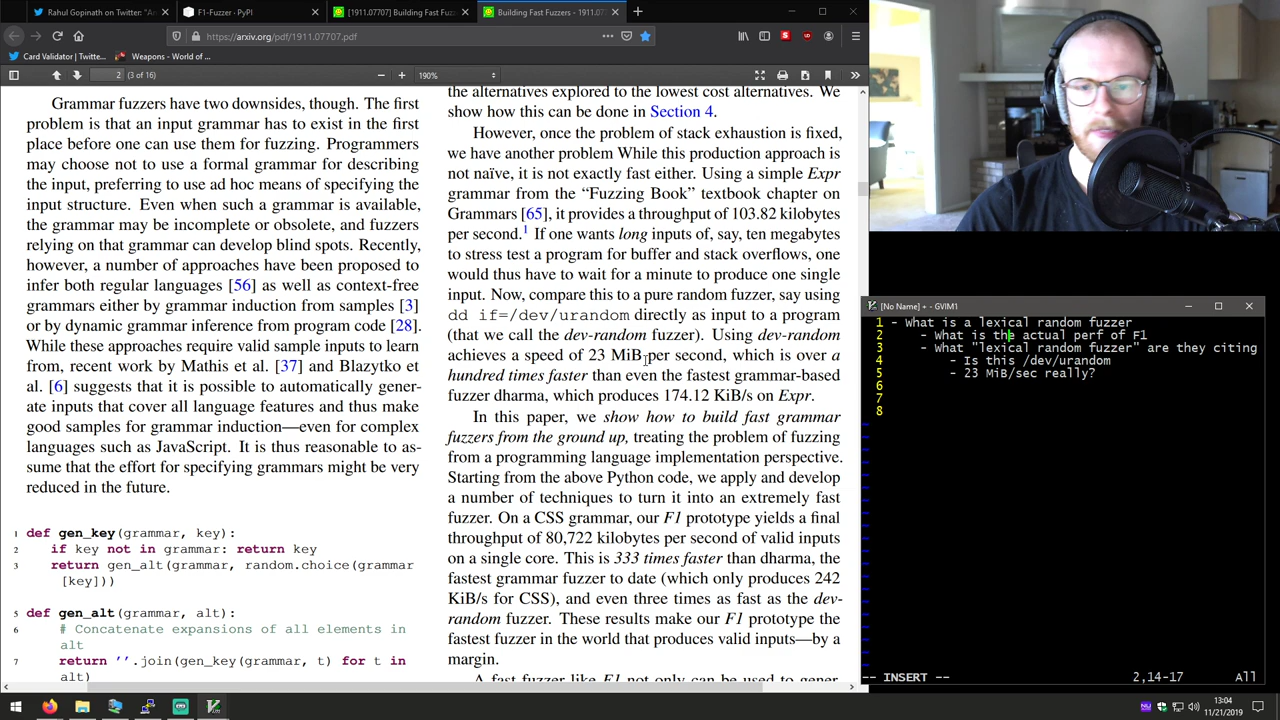 Rahul Gopinath on Twitter: "A
F1-Fuzzer · PyPI
[1911.07707] Building Fast Fuzz
Building Fast Fuzzers - 1911.07
https://arxiv.org/pdf/1911.07707.pdf
Card Validator | Twitte...
Weapons - World of ...
2 (3 of 16)
190%
Grammar fuzzers have two downsides, though. The first
problem is that an input grammar has to exist in the first
place before one can use them for fuzzing. Programmers
may choose not to use a formal grammar for describing
the input, preferring to use ad hoc means of specifying the
input structure. Even when such a grammar is available,
the grammar may be incomplete or obsolete, and fuzzers
relying on that grammar can develop blind spots. Recently,
however, a number of approaches have been proposed to
infer both regular languages [56] as well as context-free
grammars either by grammar induction from samples [3]
or by dynamic grammar inference from program code [28].
While these approaches require valid sample inputs to learn
from, recent work by Mathis et al. [37] and Blazytko et
al. [6] suggests that it is possible to automatically gener-
ate inputs that cover all language features and thus make
good samples for grammar induction—even for complex
languages such as JavaScript. It is thus reasonable to as-
sume that the effort for specifying grammars might be very
reduced in the future.
1 def gen_key(grammar, key):
2 if key not in grammar: return key
3 return gen_alt(grammar, random.choice(grammar
[key]))
5 def gen_alt(grammar, alt):
6 # Concatenate expansions of all elements in
alt
7 return ''.join(gen_key(grammar, t) for t in
alt)
the alternatives explored to the lowest cost alternatives. We
show how this can be done in Section 4.
However, once the problem of stack exhaustion is fixed,
we have another problem While this production approach is
not naïve, it is not exactly fast either. Using a simple Expr
grammar from the “Fuzzing Book” textbook chapter on
Grammars [65], it provides a throughput of 103.82 kilobytes
per second.1 If one wants long inputs of, say, ten megabytes
to stress test a program for buffer and stack overflows, one
would thus have to wait for a minute to produce one single
input. Now, compare this to a pure random fuzzer, say using
dd if=/dev/urandom directly as input to a program
(that we call the dev-random fuzzer). Using dev-random
achieves a speed of 23 MiB per second, which is over a
hundred times faster than even the fastest grammar-based
fuzzer dharma, which produces 174.12 KiB/s on Expr.
In this paper, we show how to build fast grammar
fuzzers from the ground up, treating the problem of fuzzing
from a programming language implementation perspective.
Starting from the above Python code, we apply and develop
a number of techniques to turn it into an extremely fast
fuzzer. On a CSS grammar, our F1 prototype yields a final
throughput of 80,722 kilobytes per second of valid inputs
on a single core. This is 333 times faster than dharma, the
fastest grammar fuzzer to date (which only produces 242
KiB/s for CSS), and even three times as fast as the dev-
random fuzzer. These results make our F1 prototype the
fastest fuzzer in the world that produces valid inputs—by a
margin.
A fast fuzzer like F1 not only can be used to gener-
[No Name] + - GVIM1
1 - What is a lexical random fuzzer
2 - What is the actual perf of F1
3 - What "lexical random fuzzer" are they citing
4 - Is this /dev/urandom
5 - 23 MiB/sec really?
6
7
8
-- INSERT -- 2,14-17 All
13:04
11/21/2019